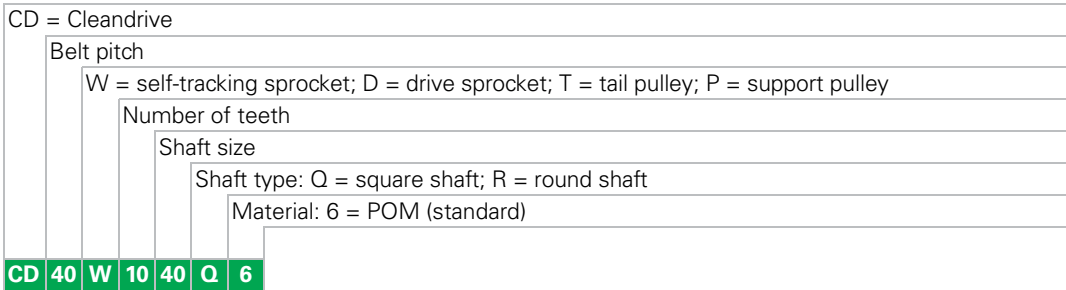 CD = Cleandrive
Belt pitch
W = self-tracking sprocket; D = drive sprocket; T = tail pulley; P = support pulley
Number of teeth
Shaft size
Shaft type: Q = square shaft; R = round shaft
Material: 6 = POM (standard)
CD 40 W 10 40 Q 6